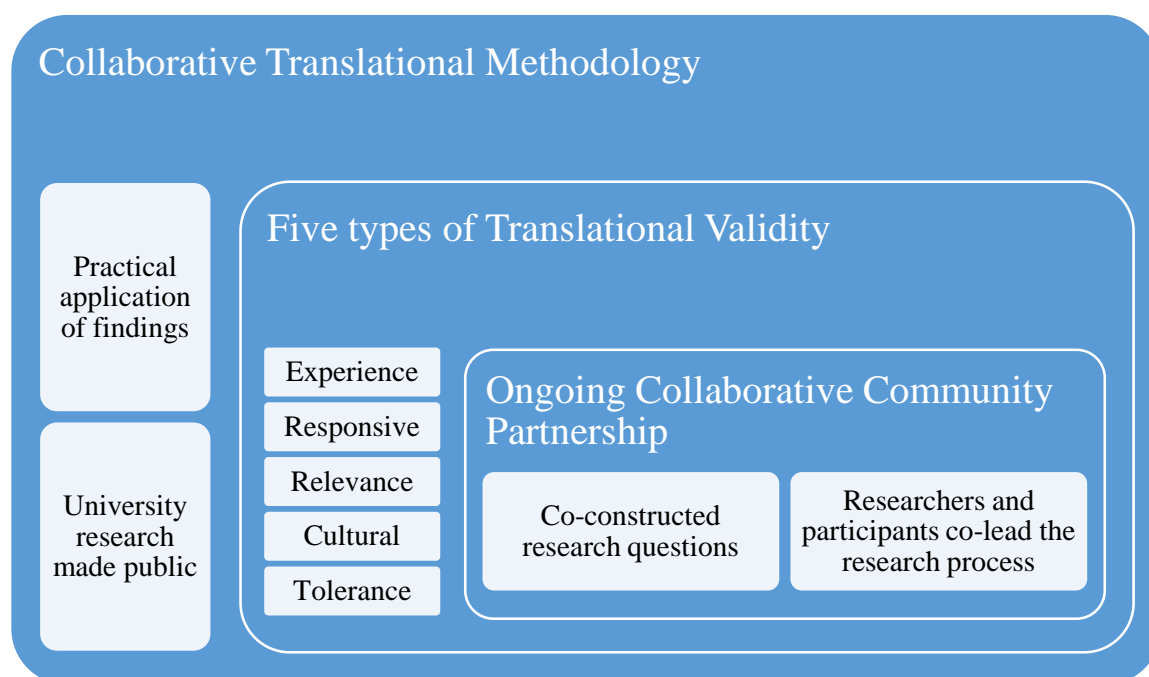 Collaborative Translational Methodology
Practical
application
of findings
University
research
made public
Five types of Translational Validity
Experience
Responsive
Relevance
Cultural
Tolerance
Ongoing Collaborative Community
Partnership
Co-constructed
research questions
Researchers and
participants co-lead the
research process